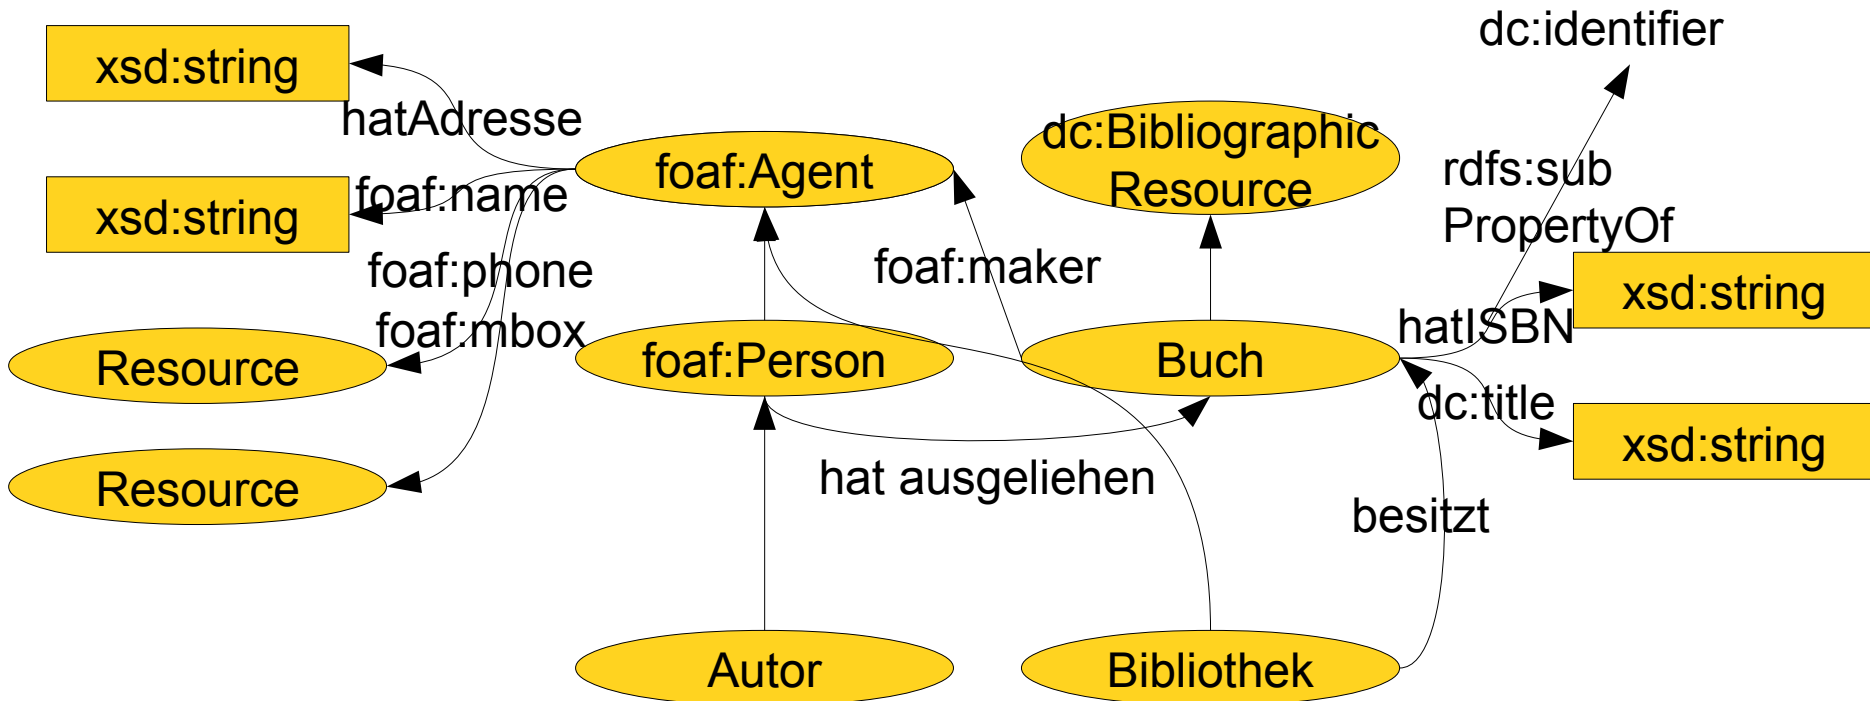 dc:identifier
xsd:string
hatAdresse
dc:Bibliographic
Resource
foaf:Agent
rdfs:sub
PropertyOf
xsd:string
foaf:name
foaf:phone
foaf:maker
xsd:string
foaf:mbox
hatISBN
Resource
foaf:Person
Buch
dc:title
xsd:string
Resource
hat ausgeliehen
besitzt
Autor
Bibliothek